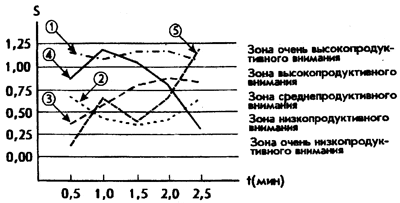 S
1,25
1,00
0,75
0,50
0,25
0,00
1
4
2
3
5
0,5
1,0
1,5
2,0
2,5
t(мин)
Зона очень высокопродук-
тивного внимания
Зона высокопродуктивного
внимания
Зона среднепродуктивного
внимания
Зона низкопродуктивного
внимания
Зона очень низкопродук-
тивного внимания